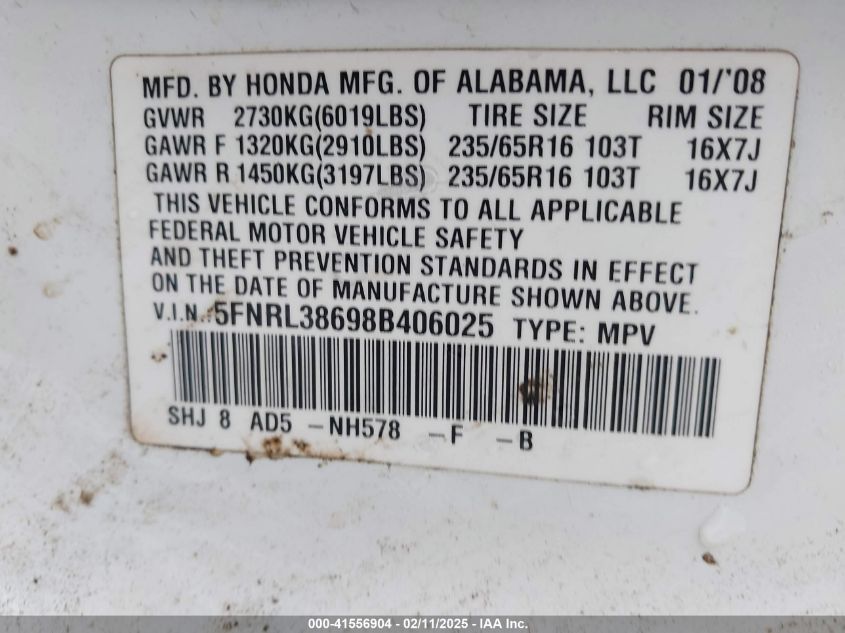 MFD. BY HONDA MFG. OF ALABAMA, LLC 01/'08
GVWR 2730KG(6019LBS) TIRE SIZE RIM SIZE
GAWR F 1320KG(2910LBS) 235/65R16 103T 16X7J
GAWR R 1450KG(3197LBS) 235/65R16 103T 16X7J
THIS VEHICLE CONFORMS TO ALL APPLICABLE
FEDERAL MOTOR VEHICLE SAFETY
AND THEFT PREVENTION STANDARDS IN EFFECT
ON THE DATE OF MANUFACTURE SHOWN ABOVE.
V.I.N.:5FNRL38698B406025 TYPE: MPV
SHJ 8 AD5 -NH578 -F -B
000-41556904 - 02/11/2025 - IAA Inc.